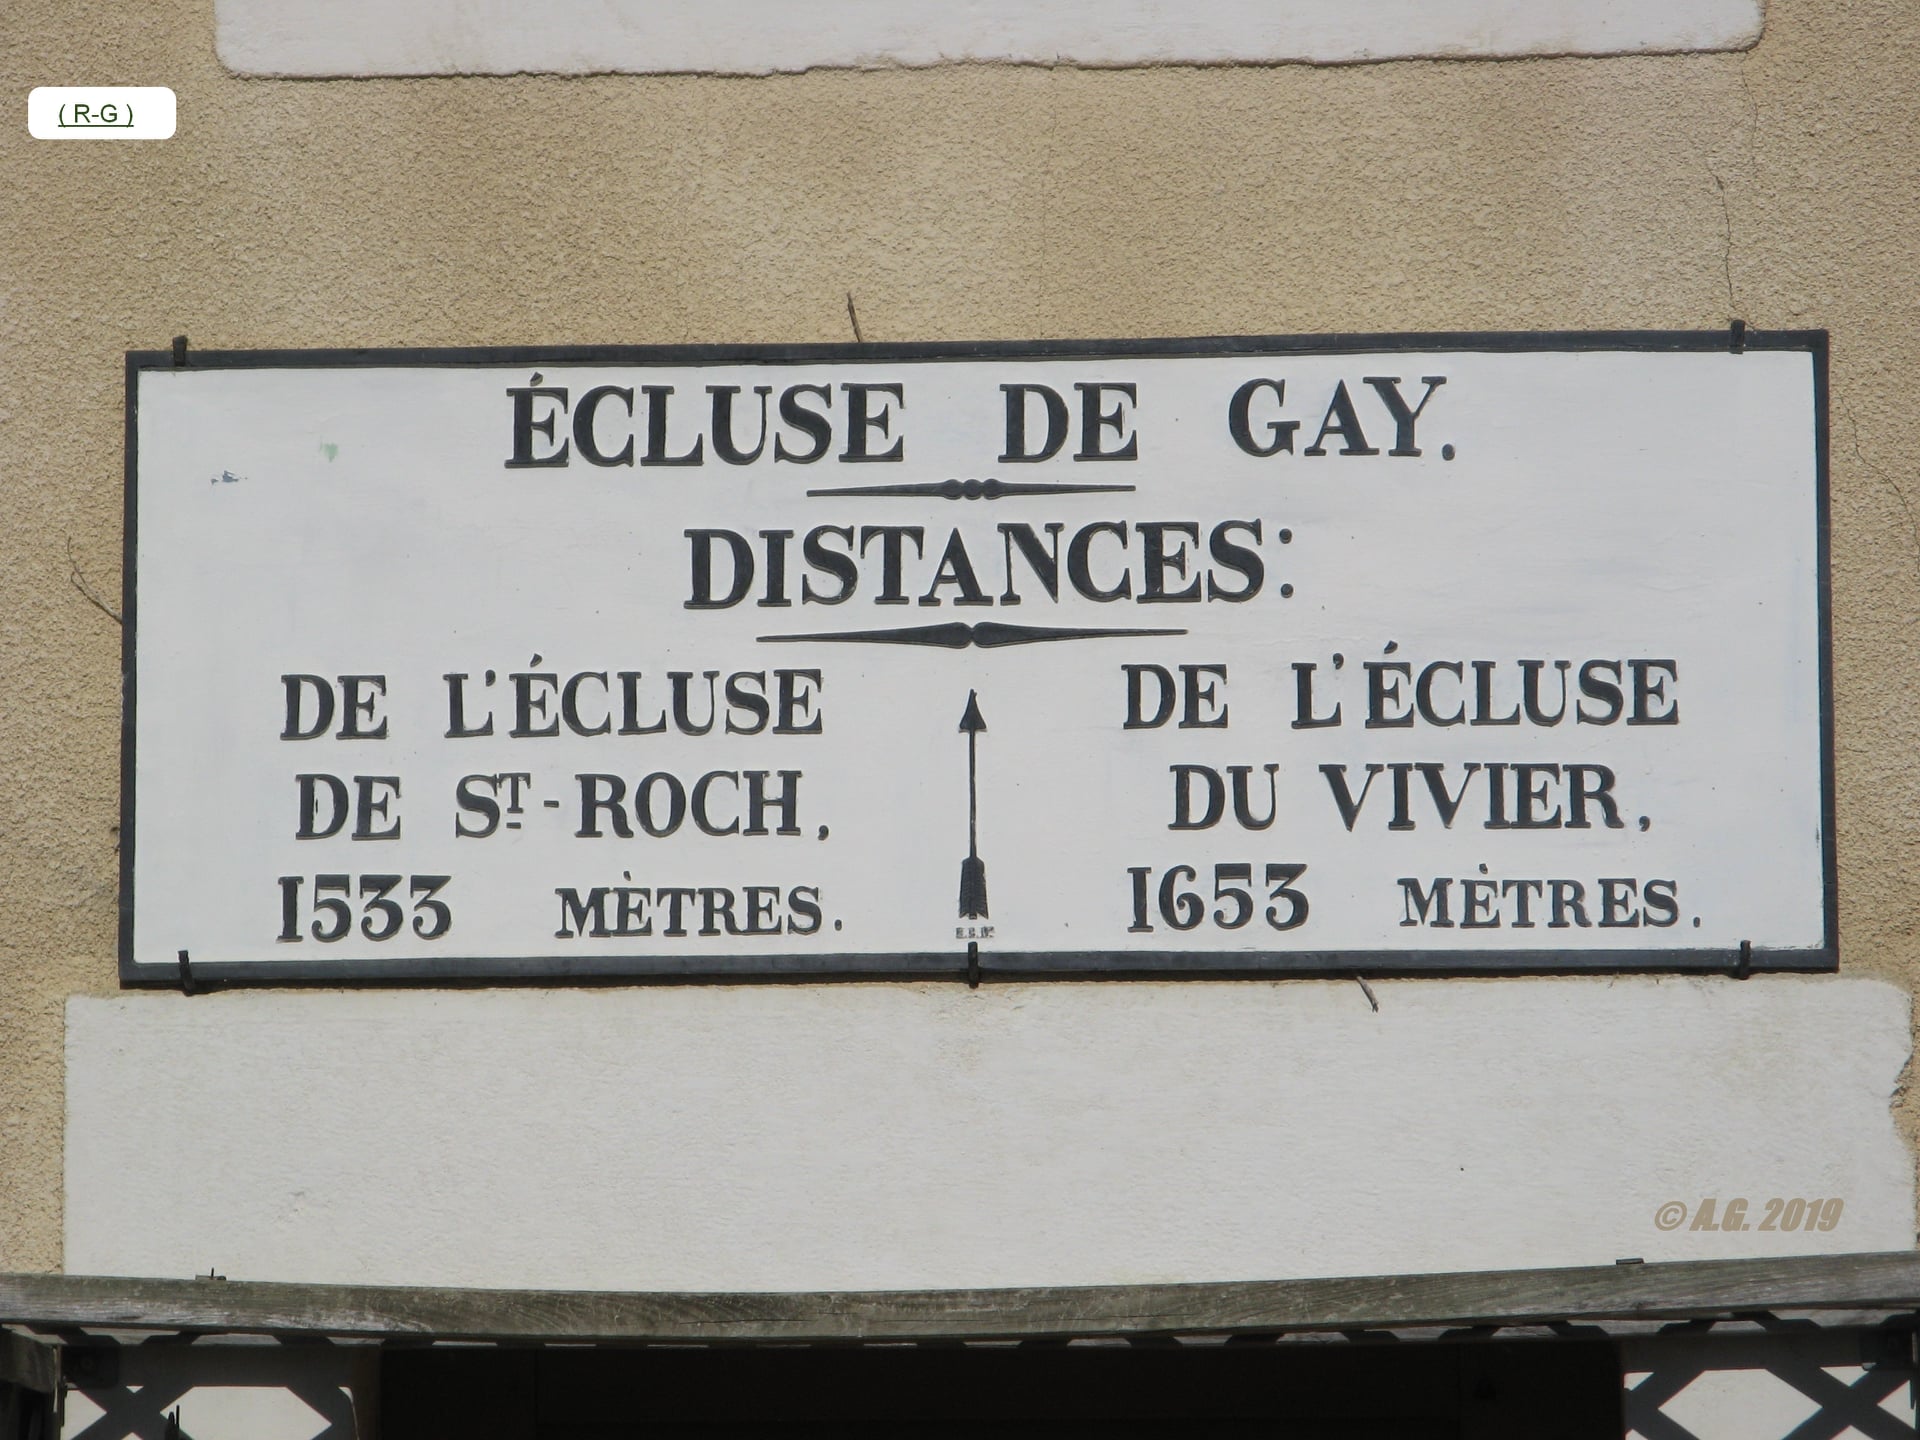 ( R-G )
ÉCLUSE DE GAY.
DISTANCES:
DE L'ÉCLUSE
DE ST-ROCH,
1533 MÈTRES.
DE L'ÉCLUSE
DU VIVIER,
1653 MÈTRES.
© A.G. 2019